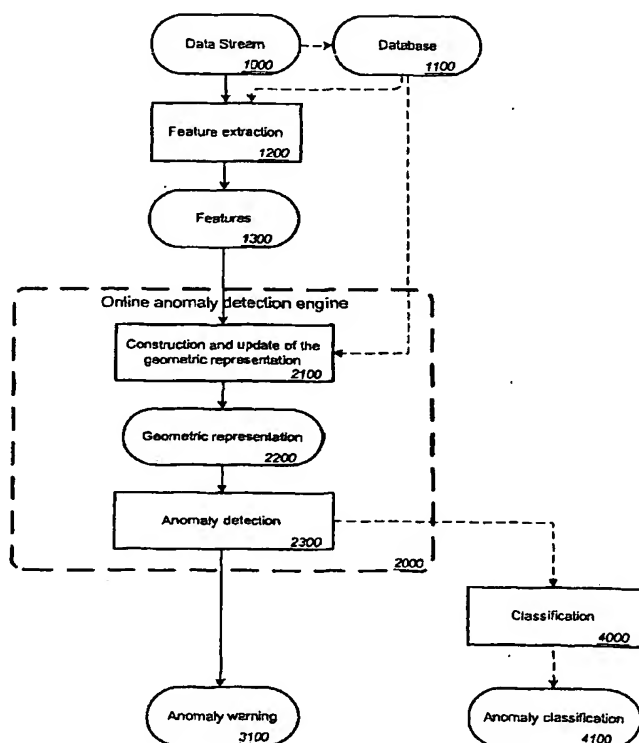 Data Stream
1000
Database
1100
Feature extraction
1200
Features
1300
Online anomaly detection engine
Construction and update of the
geometric representation
2100
Geometric representation
2200
Anomaly detection
2300
2000
Classification
4000
Anomaly warning
3100
Anomaly classification
4100